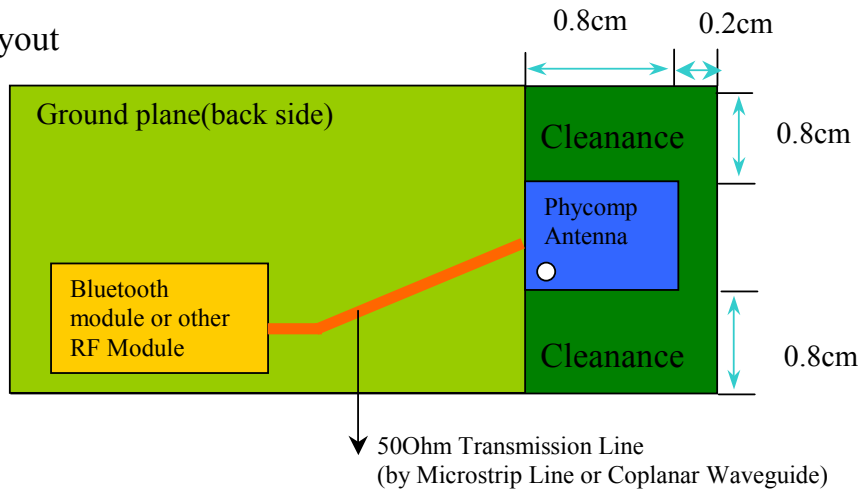 yout
0.8cm
0.2cm
Ground plane(back side)
Cleanance
0.8cm
Phycomp
Antenna
Bluetooth
module or other
RF Module
Cleanance
0.8cm
50Ohm Transmission Line
(by Microstrip Line or Coplanar Waveguide)